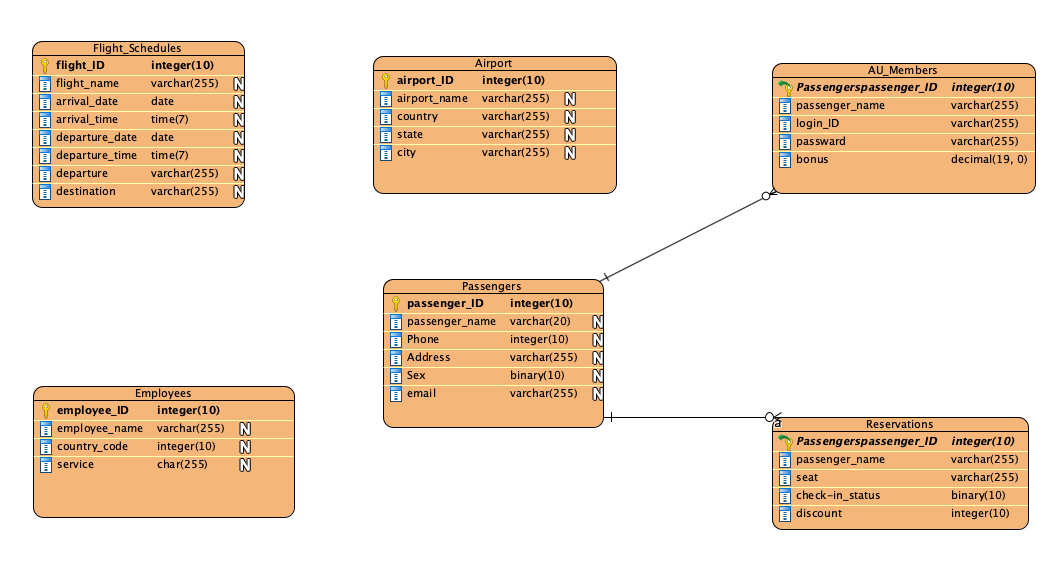 Flight_Schedules
flight_ID integer(10)
flight_name varchar(255) N
arrival_date date N
arrival_time time(7) N
departure_date date N
departure_time time(7) N
departure varchar(255) N
destination varchar(255) N
Airport
airport_ID integer(10)
airport_name varchar(255) N
country varchar(255) N
state varchar(255) N
city varchar(255) N
AU_Members
Passengerspassenger_ID integer(10)
passenger_name varchar(255)
login_ID varchar(255)
passward varchar(255)
bonus decimal(19, 0)
Passengers
passenger_ID integer(10)
passenger_name varchar(20) N
Phone integer(10) N
Address varchar(255) N
Sex binary(10) N
email varchar(255) N
Employees
employee_ID integer(10)
employee_name varchar(255) N
country_code integer(10) N
service char(255) N
a
Reservations
Passengerspassenger_ID integer(10)
passenger_name varchar(255)
seat varchar(255)
check-in_status binary(10)
discount integer(10)